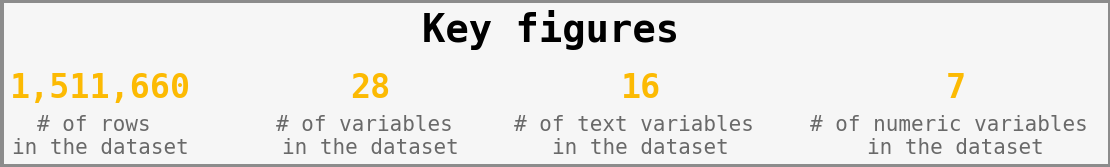 Key figures
1,511,660 28 16 7
# of rows # of variables # of text variables # of numeric variables
in the dataset in the dataset in the dataset in the dataset